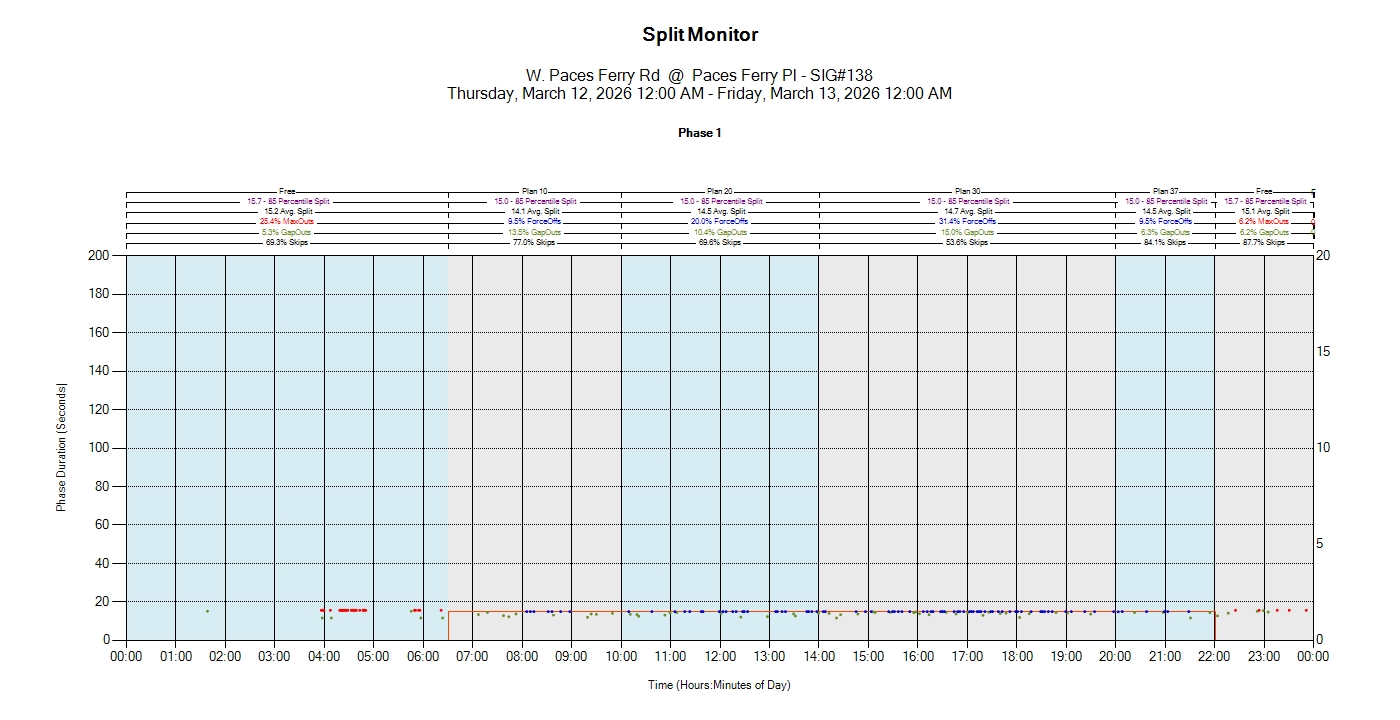 Split Monitor
W. Paces Ferry Rd @ Paces Ferry Pl - SIG#138
Thursday, March 12, 2026 12:00 AM - Friday, March 13, 2026 12:00 AM
Phase 1
Free Plan 10 Plan 20 Plan 30 Plan 37 Free
15.7 - 85 Percentile Split 15.0 - 85 Percentile Split 15.0 - 85 Percentile Split 15.0 - 85 Percentile Split 15.0 - 85 Percentile Split 15.7 - 85 Percentile Split
15.2 Avg. Split 14.1 Avg. Split 14.5 Avg. Split 14.7 Avg. Split 14.5 Avg. Split 15.1 Avg. Split
25.4% MaxOuts 9.5% ForceOffs 20.0% ForceOffs 31.4% ForceOffs 9.5% ForceOffs 6.2% MaxOuts
5.3% GapOuts 13.5% GapOuts 10.4% GapOuts 15.0% GapOuts 6.3% GapOuts 6.2% GapOuts
69.3% Skips 77.0% Skips 69.6% Skips 53.6% Skips 84.1% Skips 87.7% Skips
200 20
180
160
15
140
120
100 10
80
60
5
40
20
0 0
Phase Duration (Seconds)
00:00 01:00 02:00 03:00 04:00 05:00 06:00 07:00 08:00 09:00 10:00 11:00 12:00 13:00 14:00 15:00 16:00 17:00 18:00 19:00 20:00 21:00 22:00 23:00 00:00
Time (Hours:Minutes of Day)